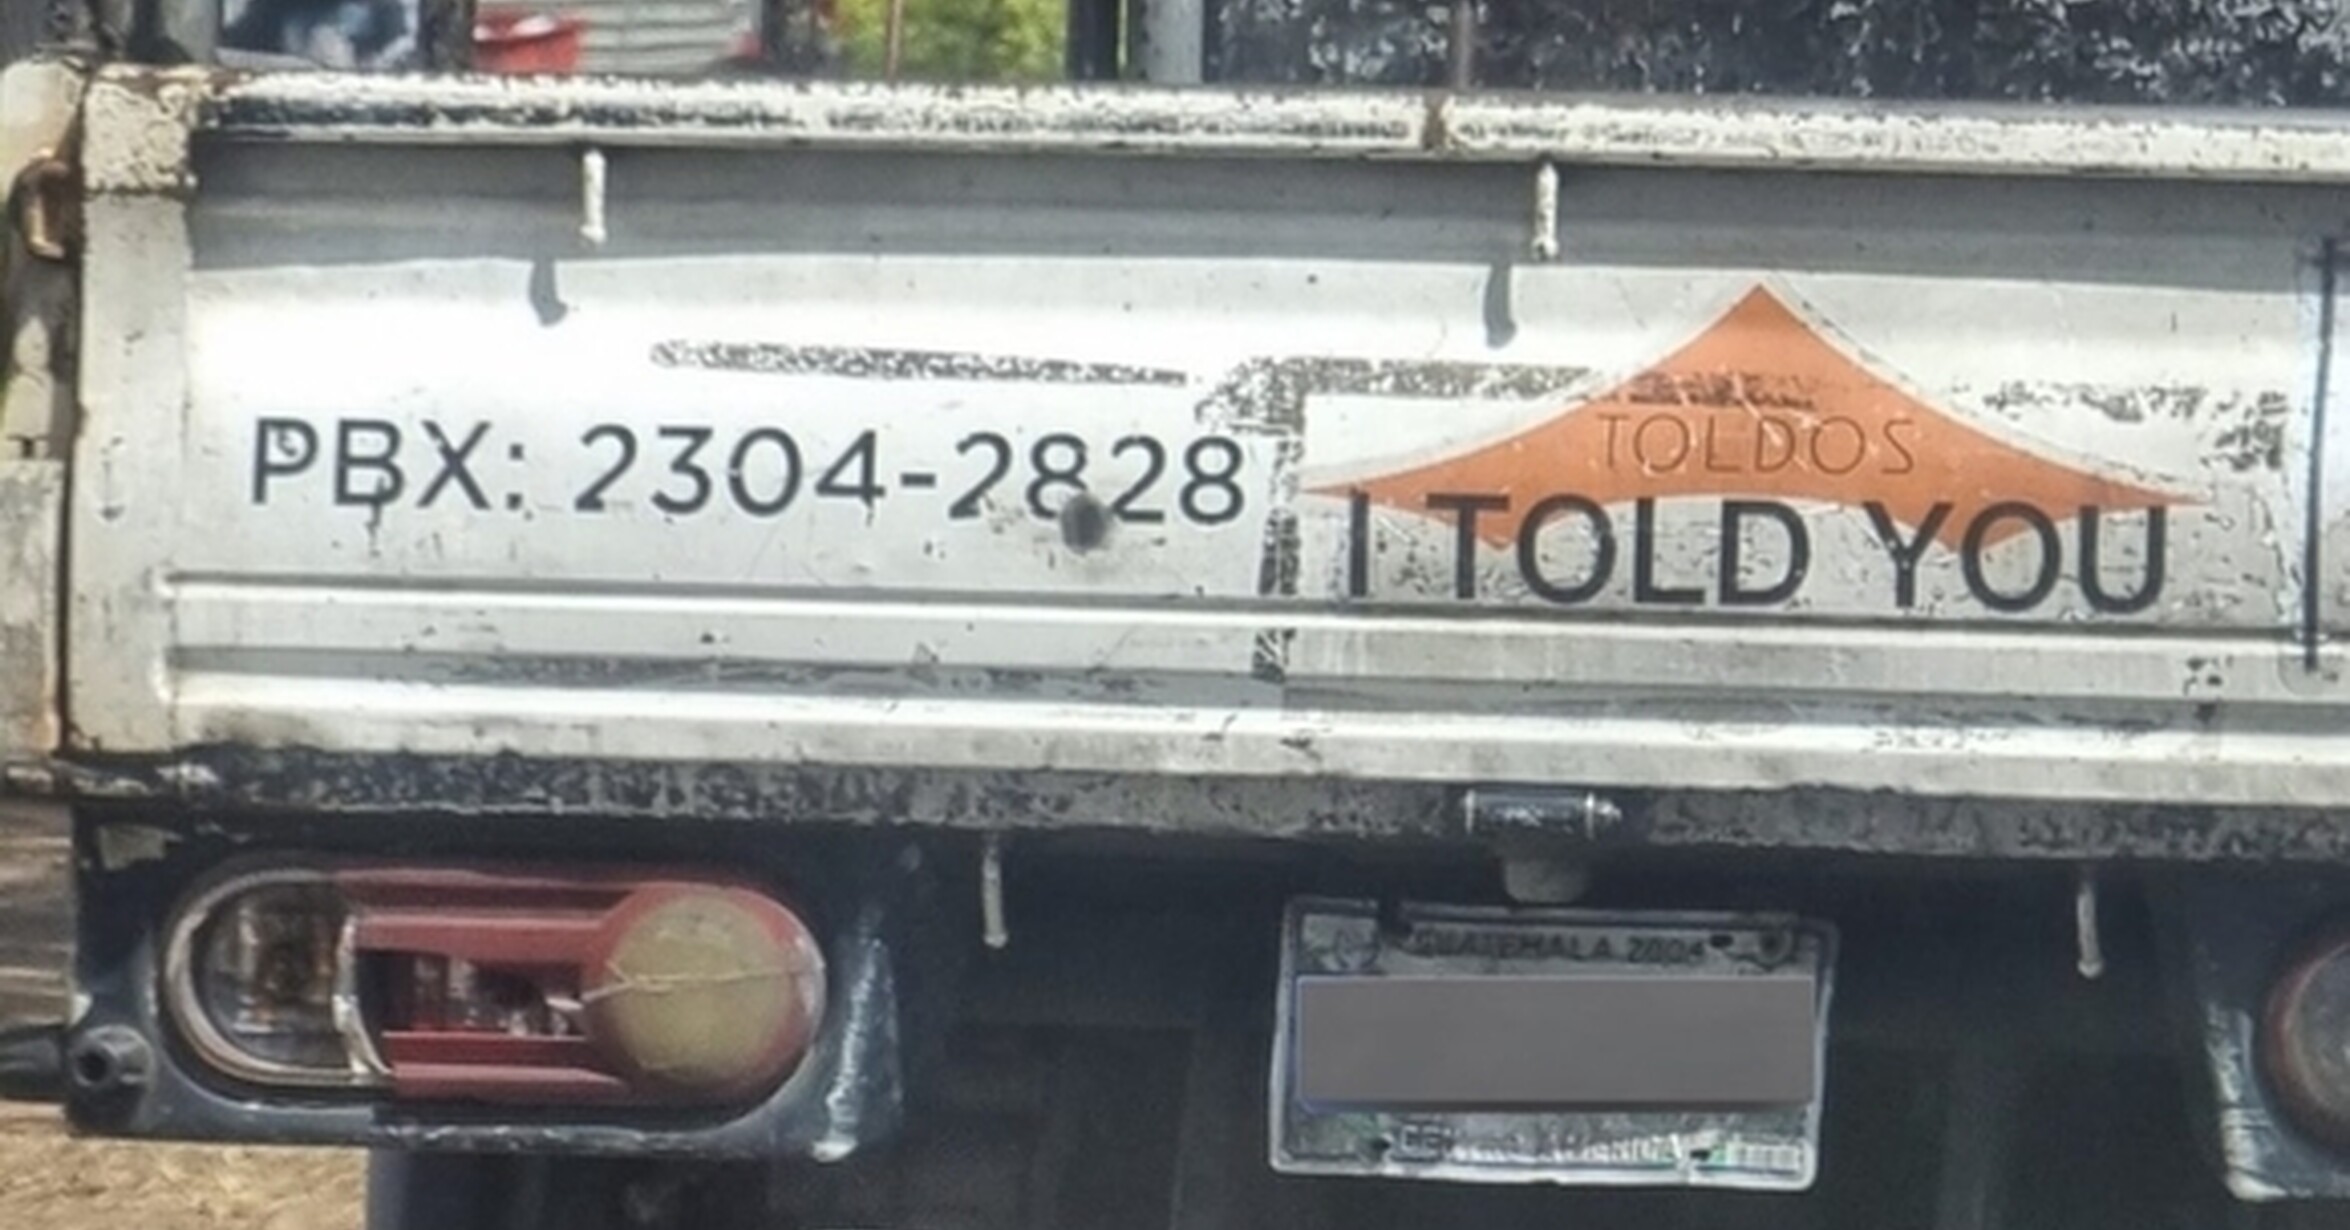 PBX: 2304-2828
TOLDOS
I TOLD YOU
GUATEMALA 2004